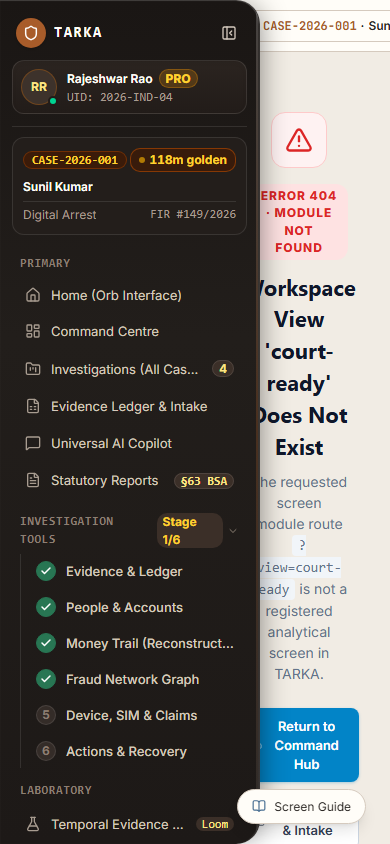 TARKA
RR
Rajeshwar Rao PRO
UID: 2026-IND-04
CASE-2026-001 118m golden
Sunil Kumar
Digital Arrest FIR #149/2026
PRIMARY
Home (Orb Interface)
Command Centre
Investigations (All Cas... 4
Evidence Ledger & Intake
Universal AI Copilot
Statutory Reports §63 BSA
INVESTIGATION
TOOLS
Stage
1/6
Evidence & Ledger
People & Accounts
Money Trail (Reconstruct...
Fraud Network Graph
5 Device, SIM & Claims
6 Actions & Recovery
LABORATORY
Temporal Evidence ... Loom
CASE-2026-001 · Sun
ERROR 404
· MODULE
NOT
FOUND
Workspace
View
'court-
ready'
Does Not
Exist
The requested
screen
module route
?
view=court-
ready is not a
registered
analytical
screen in
TARKA.
Return to
Command
Hub
Screen Guide
& Intake